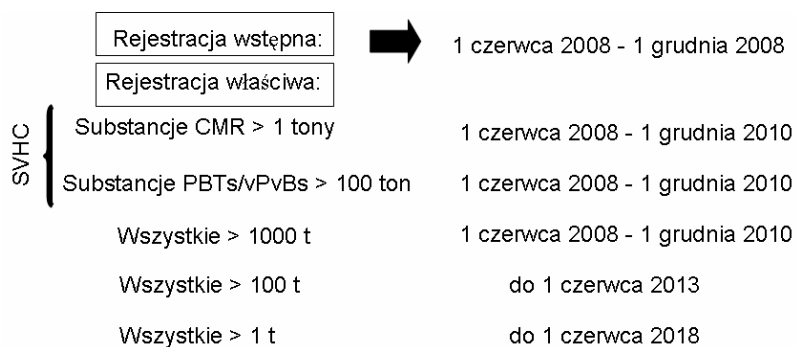 Rejestracja wstępna:
1 czerwca 2008 - 1 grudnia 2008
Rejestracja właściwa:
SVHC
Substancje CMR > 1 tony
1 czerwca 2008 - 1 grudnia 2010
Substancje PBTs/vPvBs > 100 ton
1 czerwca 2008 - 1 grudnia 2010
Wszystkie > 1000 t
1 czerwca 2008 - 1 grudnia 2010
Wszystkie > 100 t
do 1 czerwca 2013
Wszystkie > 1 t
do 1 czerwca 2018